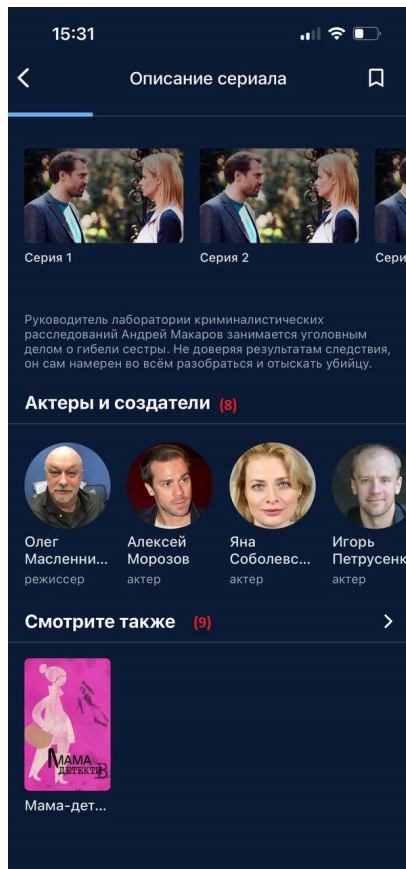 15:31
Описание сериала
Серия 1
Серия 2
Сери
Руководитель лаборатории криминалистических
расследований Андрей Макаров занимается уголовным
делом о гибели сестры. Не доверяя результатам следствия,
он сам намерен во всём разобраться и отыскать убийцу.
Актеры и создатели (8)
Олег
Масленни...
режиссер
Алексей
Морозов
актер
Яна
Соболевс...
актер
Игорь
Петрусенк
актер
Смотрите также (9)
МАМА
ДЕТЕКТИВ
Мама-дет...